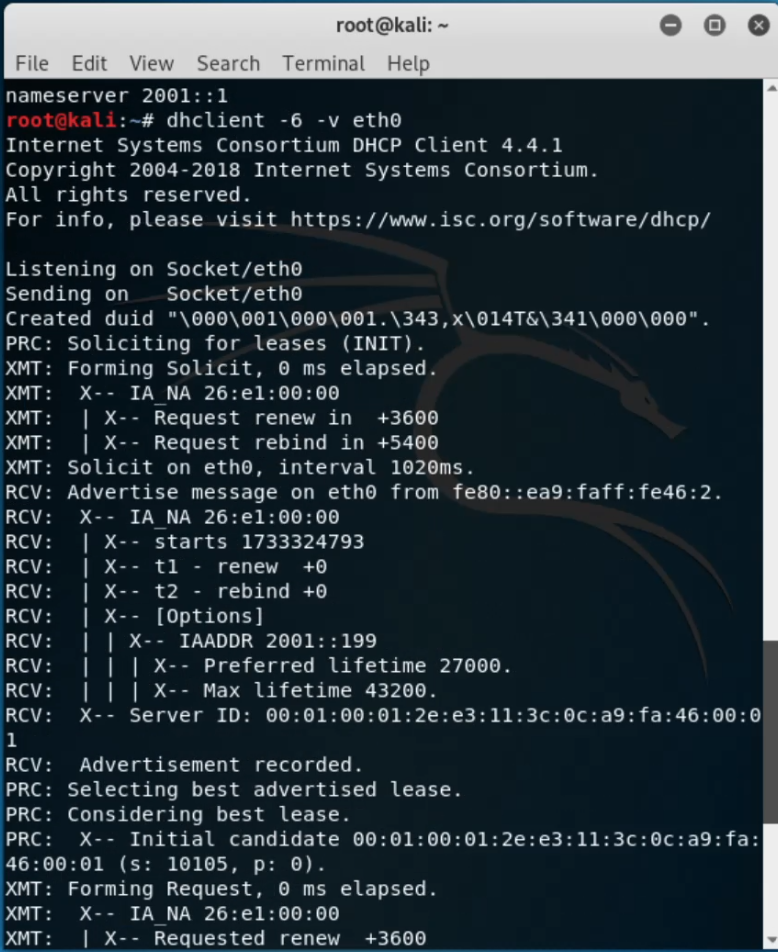 root@kali: ~
File Edit View Search Terminal Help
nameserver 2001::1
root@kali:~# dhclient -6 -v eth0
Internet Systems Consortium DHCP Client 4.4.1
Copyright 2004-2018 Internet Systems Consortium.
All rights reserved.
For info, please visit https://www.isc.org/software/dhcp/
Listening on Socket/eth0
Sending on   Socket/eth0
Created duid "\000\001\000\001.\343,x\014T&\341\000\000".
PRC: Soliciting for leases (INIT).
XMT: Forming Solicit, 0 ms elapsed.
XMT:  X-- IA_NA 26:e1:00:00
XMT:  | X-- Request renew in  +3600
XMT:  | X-- Request rebind in +5400
XMT: Solicit on eth0, interval 1020ms.
RCV: Advertise message on eth0 from fe80::ea9:faff:fe46:2.
RCV:  X-- IA_NA 26:e1:00:00
RCV:  | X-- starts 1733324793
RCV:  | X-- t1 - renew  +0
RCV:  | X-- t2 - rebind +0
RCV:  | X-- [Options]
RCV:  | | X-- IAADDR 2001::199
RCV:  | | | X-- Preferred lifetime 27000.
RCV:  | | | X-- Max lifetime 43200.
RCV:  X-- Server ID: 00:01:00:01:2e:e3:11:3c:0c:a9:fa:46:00:0
1
RCV:  Advertisement recorded.
PRC: Selecting best advertised lease.
PRC: Considering best lease.
PRC:  X-- Initial candidate 00:01:00:01:2e:e3:11:3c:0c:a9:fa:
46:00:01 (s: 10105, p: 0).
XMT: Forming Request, 0 ms elapsed.
XMT:  X-- IA_NA 26:e1:00:00
XMT:  | X-- Requested renew  +3600